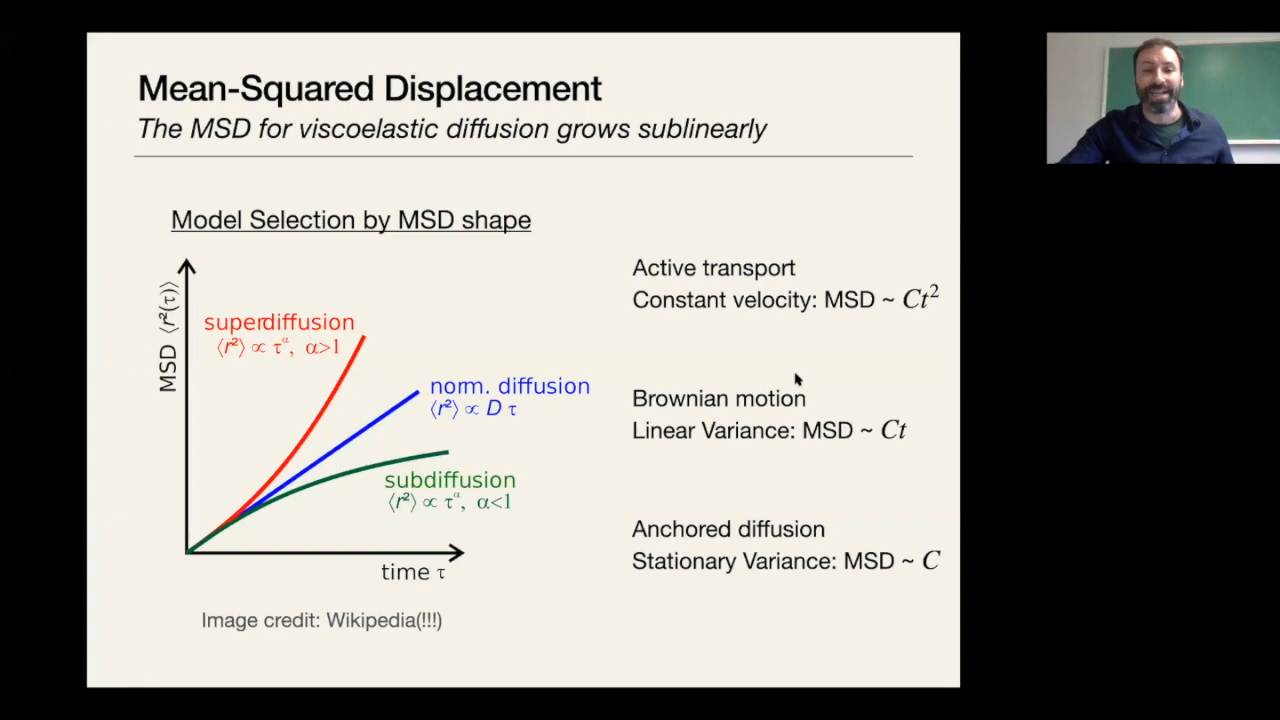 Mean-Squared Displacement
The MSD for viscoelastic diffusion grows sublinearly
Model Selection by MSD shape
MSD ⟨r²(τ)⟩
superdiffusion
⟨r²⟩ ∝ τ^α, α>1
norm. diffusion
⟨r²⟩ ∝ D τ
subdiffusion
⟨r²⟩ ∝ τ^α, α<1
time τ
Image credit: Wikipedia(!!!)
Active transport
Constant velocity: MSD ~ Ct²
Brownian motion
Linear Variance: MSD ~ Ct
Anchored diffusion
Stationary Variance: MSD ~ C